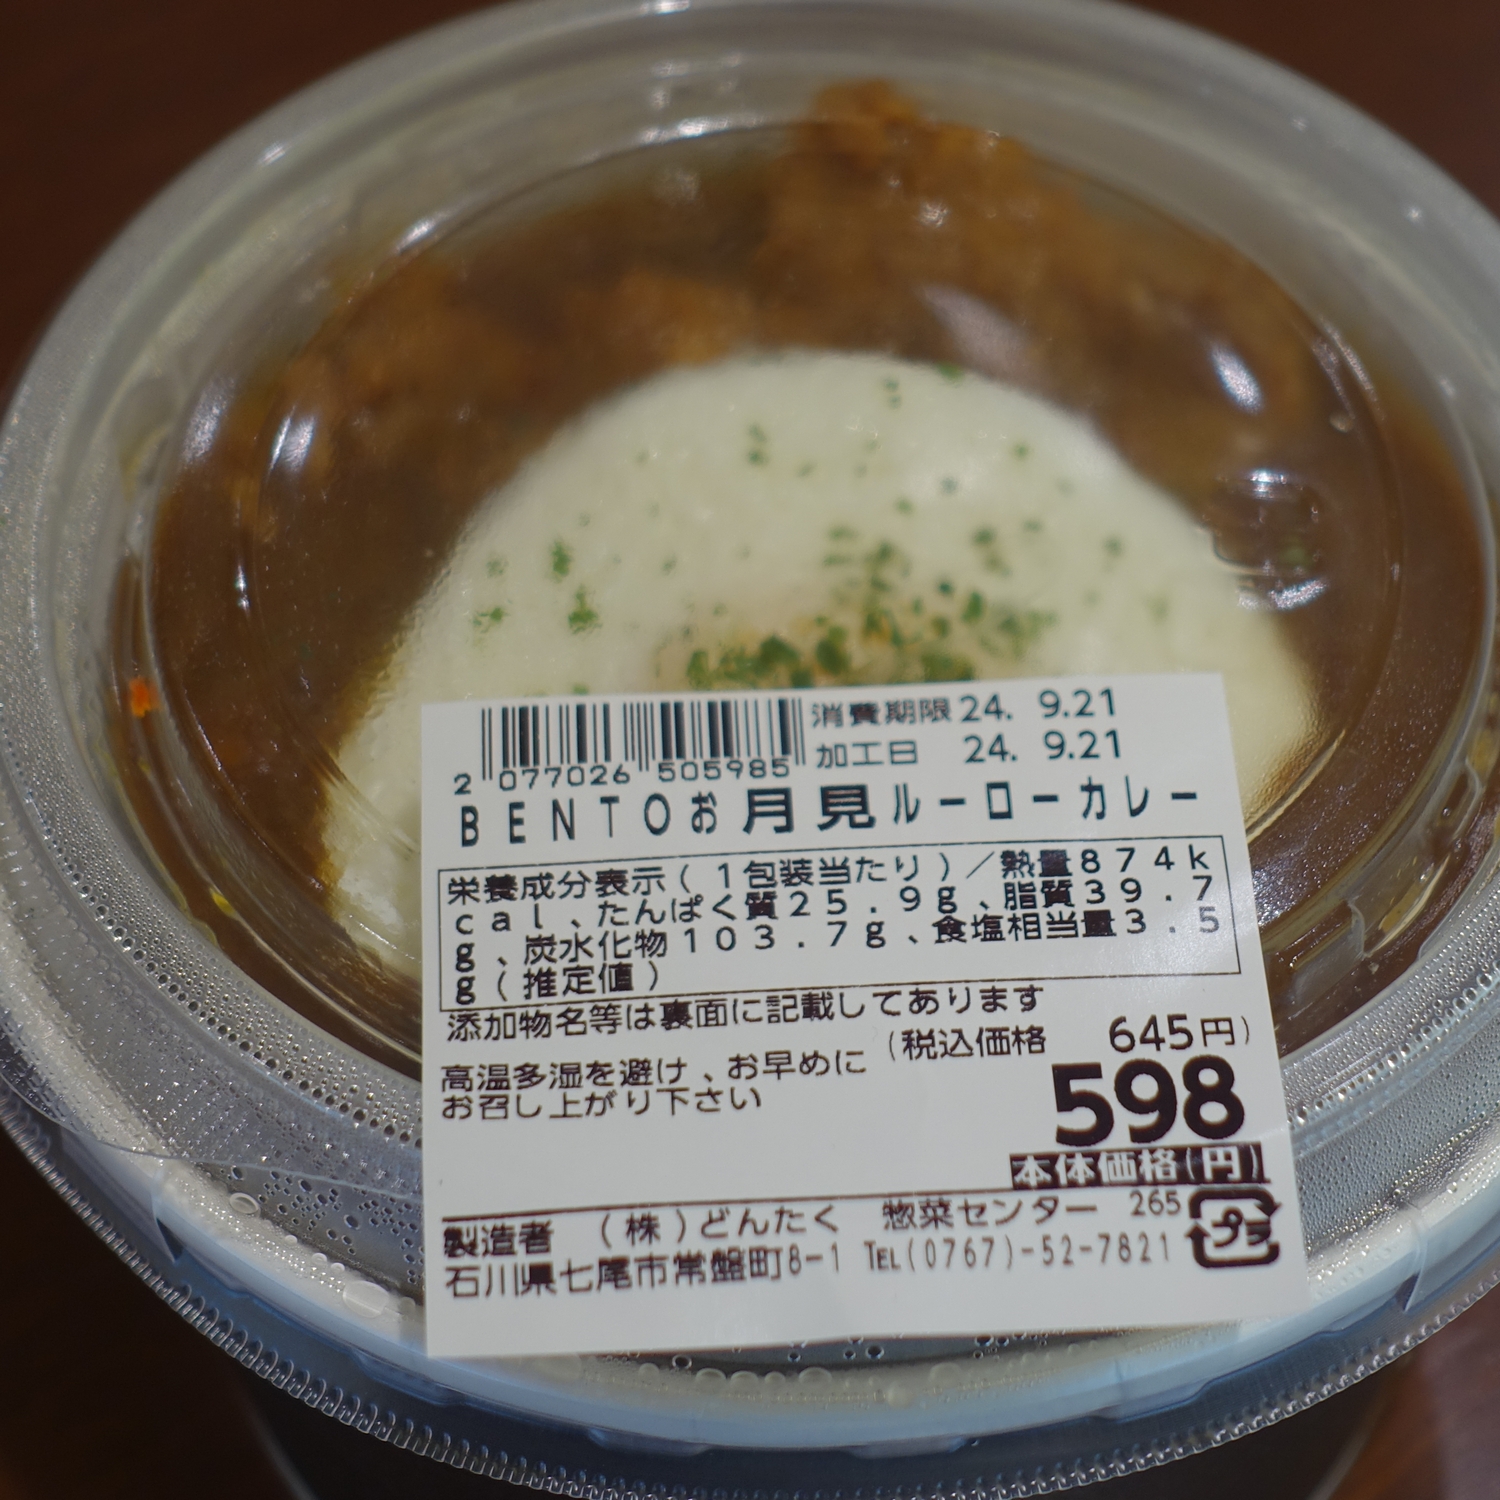 消費期限 24. 9.21
加工日 24. 9.21
2 077026 505985
BENTOお月見ルーローカレー
栄養成分表示(1包装当たり)/熱量874k
cal、たんぱく質25.9g、脂質39.7
g、炭水化物103.7g、食塩相当量3.5
g(推定値)
添加物名等は裏面に記載してあります
(税込価格 645円)
高温多湿を避け、お早めに
お召し上がり下さい
598
本体価格(円)
製造者 (株)どんたく 惣菜センター 265
石川県七尾市常盤町8-1 TEL(0767)-52-7821
プラ